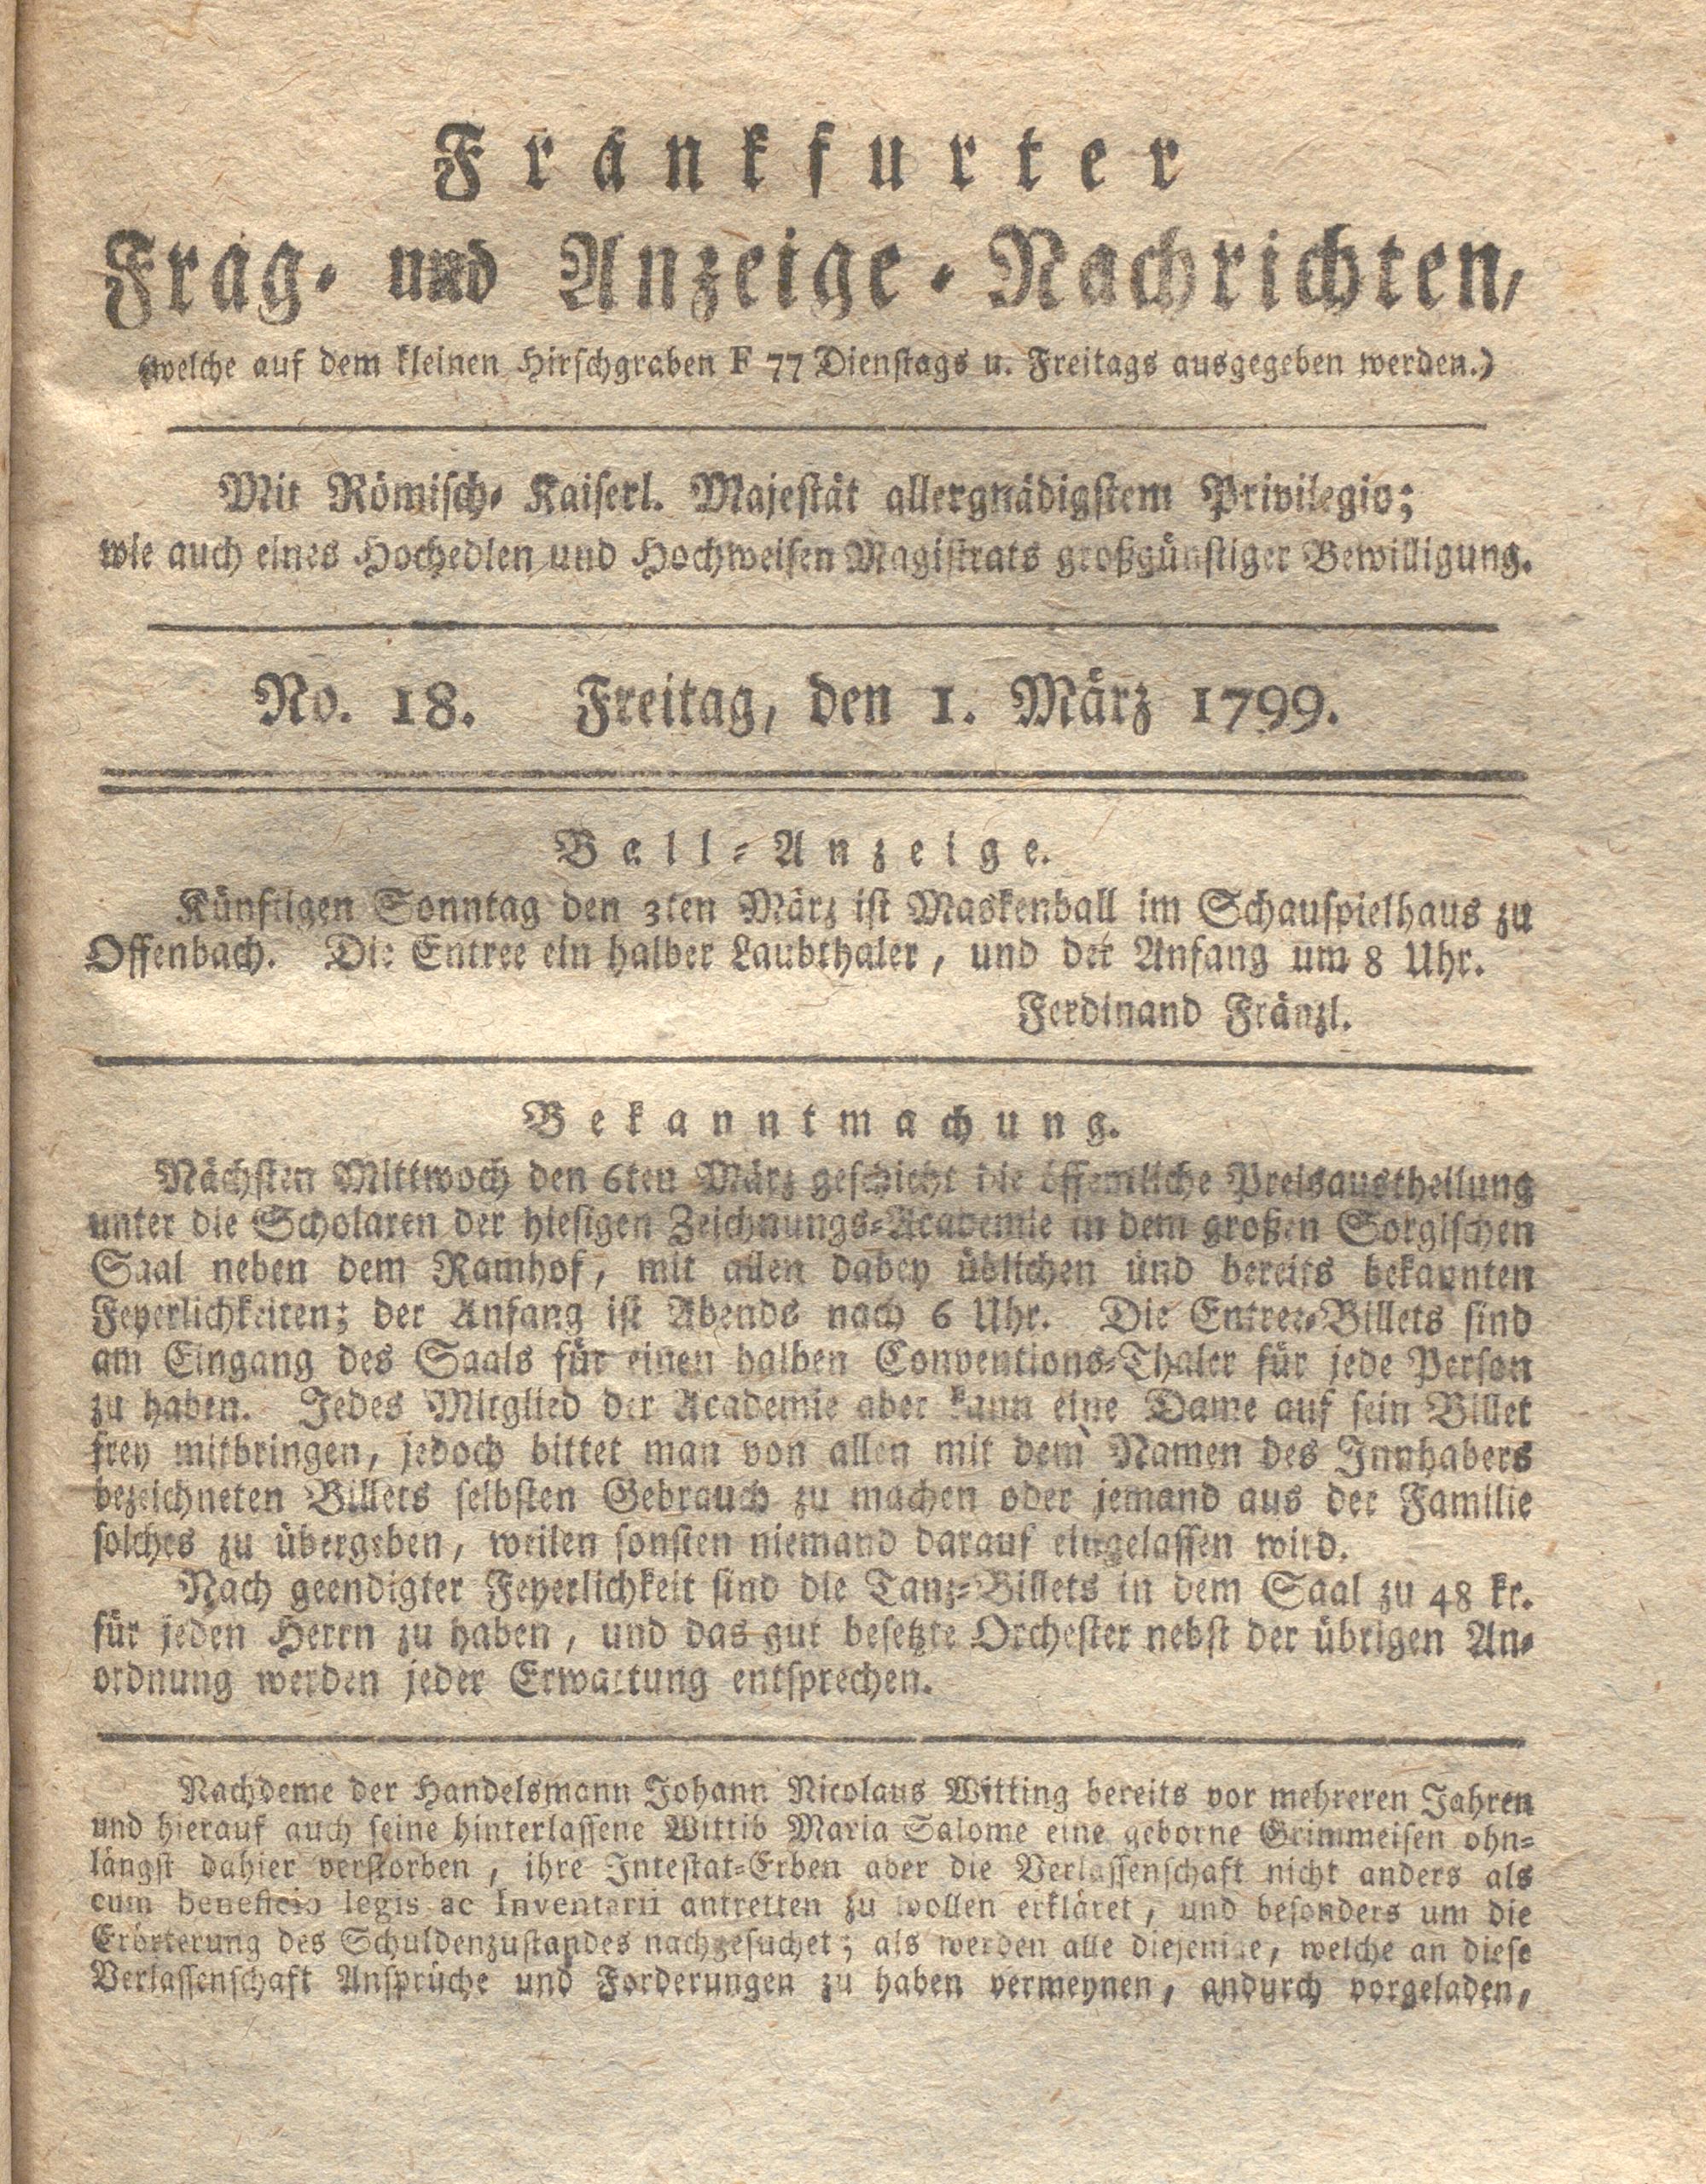 Frankfurter
Frag- und Anzeige-Nachrichten,
(welche auf dem kleinen Hirschgraben F 77 Dienstags u. Freitags ausgegeben werden.)
Mit Römisch- Kaiserl. Majestät allergnädigstem Privilegio;
wie auch eines Hochedlen und Hochweisen Magistrats großgünstiger Bewilligung.
No. 18. Freitag, den 1. März 1799.
Ball-Anzeige.
Künftigen Sonntag den 3ten März ist Maskenball im Schauspielhaus zu
Offenbach. Die Entree ein halber Laubthaler, und der Anfang um 8 Uhr.
Ferdinand Fränzl.
Bekanntmachung.
Nächsten Mittwoch den 6ten März geschicht die öffentliche Preisaustheilung
unter die Scholaren der hiesigen Zeichnungs-Academie in dem großen Sorgischen
Saal neben dem Ramhof, mit allen dabey üblichen und bereits bekannten
Feyerlichkeiten; der Anfang ist Abends nach 6 Uhr. Die Entree-Billets sind
am Eingang des Saals für einen halben Conventions-Thaler für jede Person
zu haben. Jedes Mitglied der Academie aber kann eine Dame auf sein Billet
frey mitbringen, jedoch bittet man von allen mit dem Namen des Innhabers
bezeichneten Billets selbsten Gebrauch zu machen oder jemand aus der Familie
solches zu übergeben, weilen sonsten niemand darauf eingelassen wird.
Nach geendigter Feyerlichkeit sind die Tanz-Billets in dem Saal zu 48 kr.
für jeden Herrn zu haben, und das gut besetzte Orchester nebst der übrigen An-
ordnung werden jeder Erwartung entsprechen.
Nachdeme der Handelsmann Johann Nicolaus Witting bereits vor mehreren Jahren
und hierauf auch seine hinterlassene Wittib Maria Salome eine geborne Grimmeisen ohn-
längst dahier verstorben, ihre Intestat-Erben aber die Verlassenschaft nicht anders als
cum beneficio legis ac Inventarii antretten zu wollen erkläret, und besonders um die
Erörterung des Schuldenzustandes nachgesuchet; als werden alle diejenige, welche an diese
Verlassenschaft Ansprüche und Forderungen zu haben vermeynen, andurch vorgeladen,